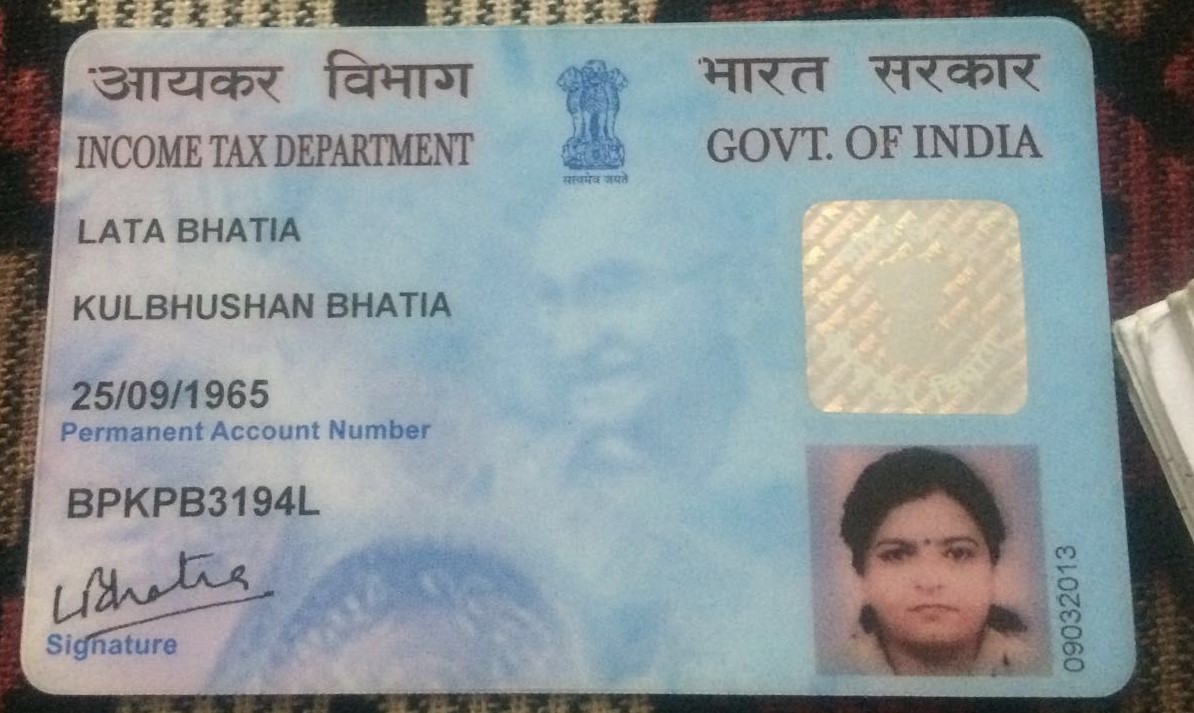 आयकर विभाग
भारत सरकार
INCOME TAX DEPARTMENT
GOVT. OF INDIA
सत्यमेव जयते
LATA BHATIA
KULBHUSHAN BHATIA
25/09/1965
Permanent Account Number
BPKPB3194L
LBhatia
Signature
09032013